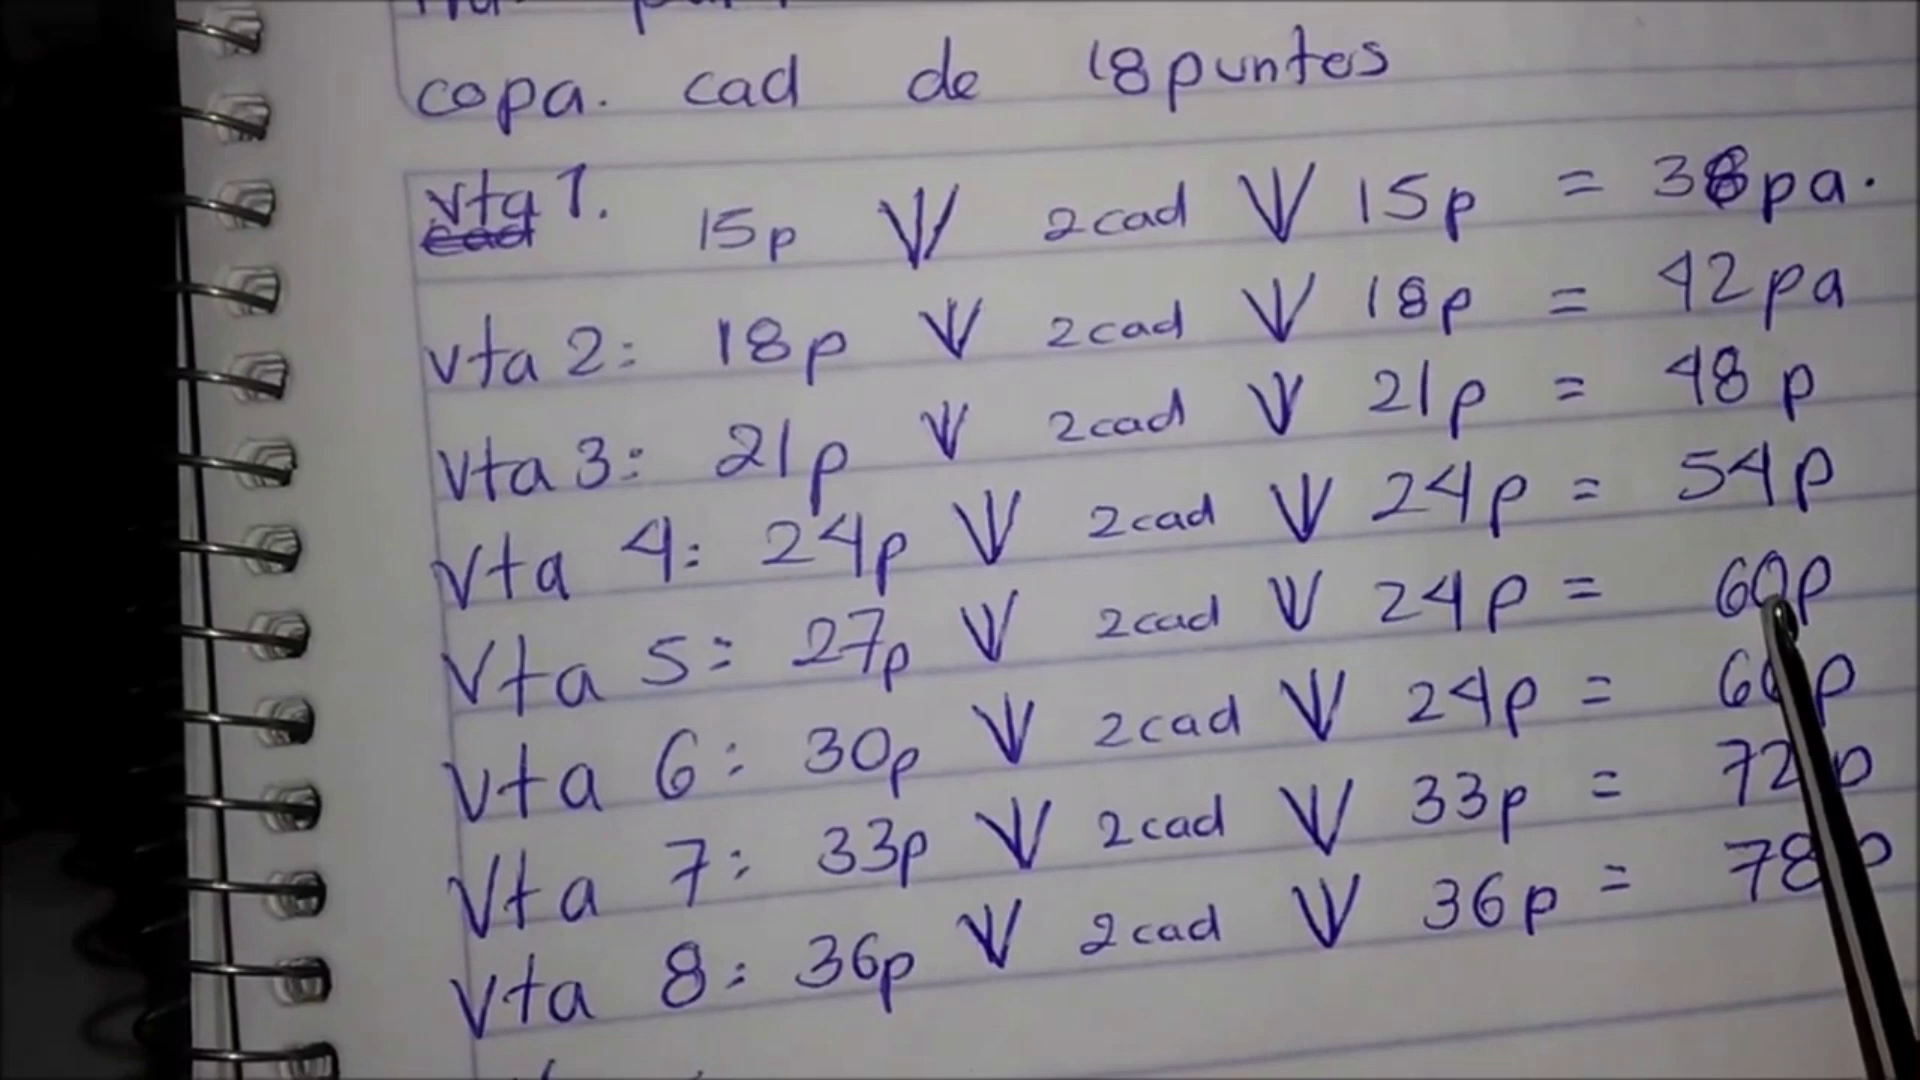 copa. cad de 18 puntos
vta 1. 15p V 2cad V 15p = 36pa.
vta 2: 18p V 2cad V 18p = 42pa
vta 3: 21p V 2cad V 21p = 48p
vta 4: 24p V 2cad V 24p = 54p
vta 5: 27p V 2cad V 24p = 60p
vta 6: 30p V 2cad V 24p =
vta 7: 33p V 2cad V 33p = 72p
vta 8: 36p V 2cad V 36p = 78p